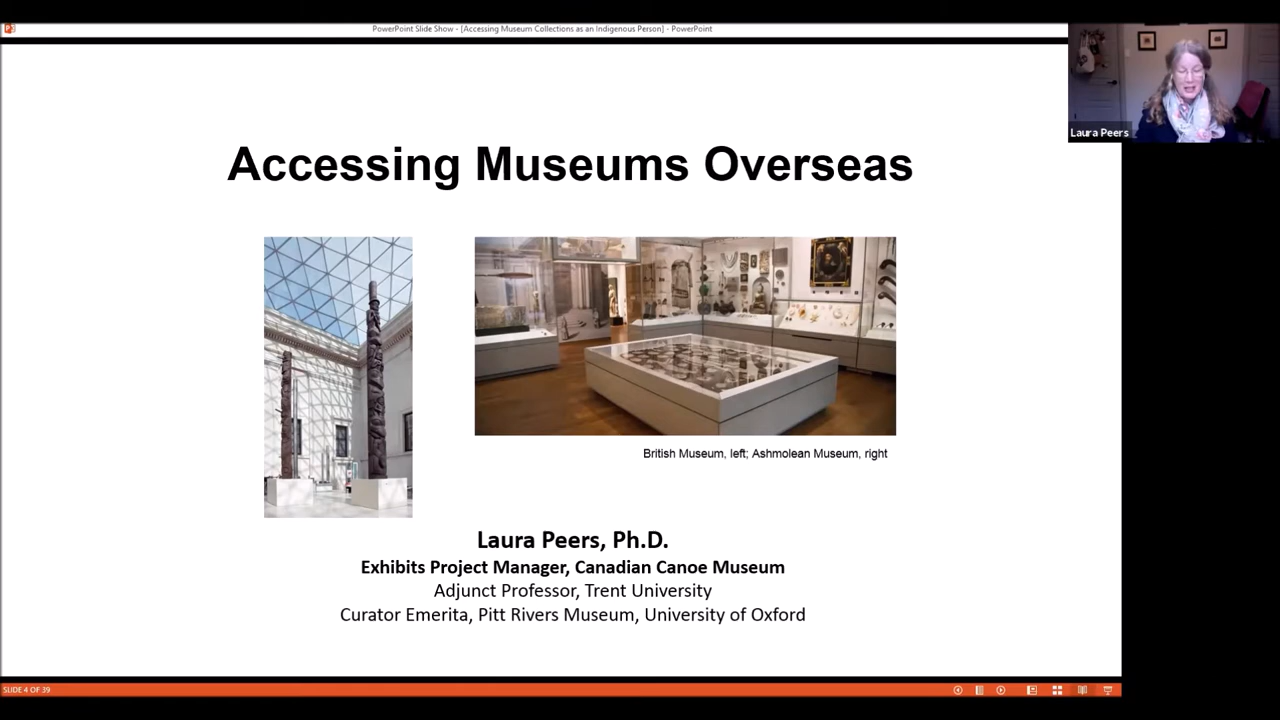 PowerPoint Slide Show - [Accessing Museum Collections as an Indigenous Person] - PowerPoint
Laura Peers
Accessing Museums Overseas
British Museum, left; Ashmolean Museum, right
Laura Peers, Ph.D.
Exhibits Project Manager, Canadian Canoe Museum
Adjunct Professor, Trent University
Curator Emerita, Pitt Rivers Museum, University of Oxford
SLIDE 4 OF 39